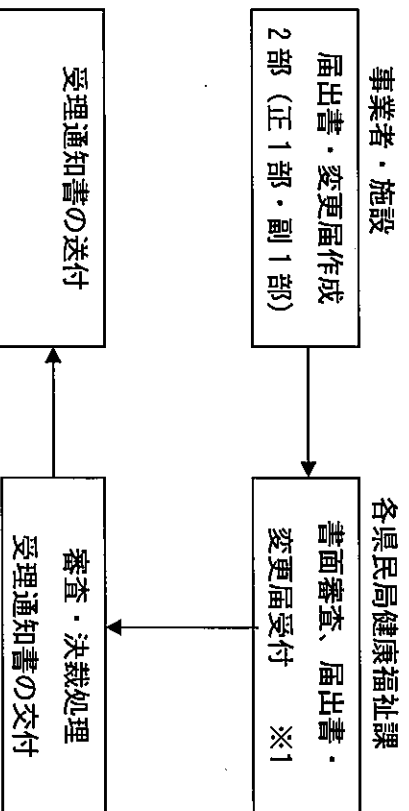 事業者・施設
届出書・変更届作成
2部（正1部・副1部）
各県民局健康福祉課
書面審査、届出書・
変更届受付　※1
審査・決裁処理
受理通知書の交付
受理通知書の送付